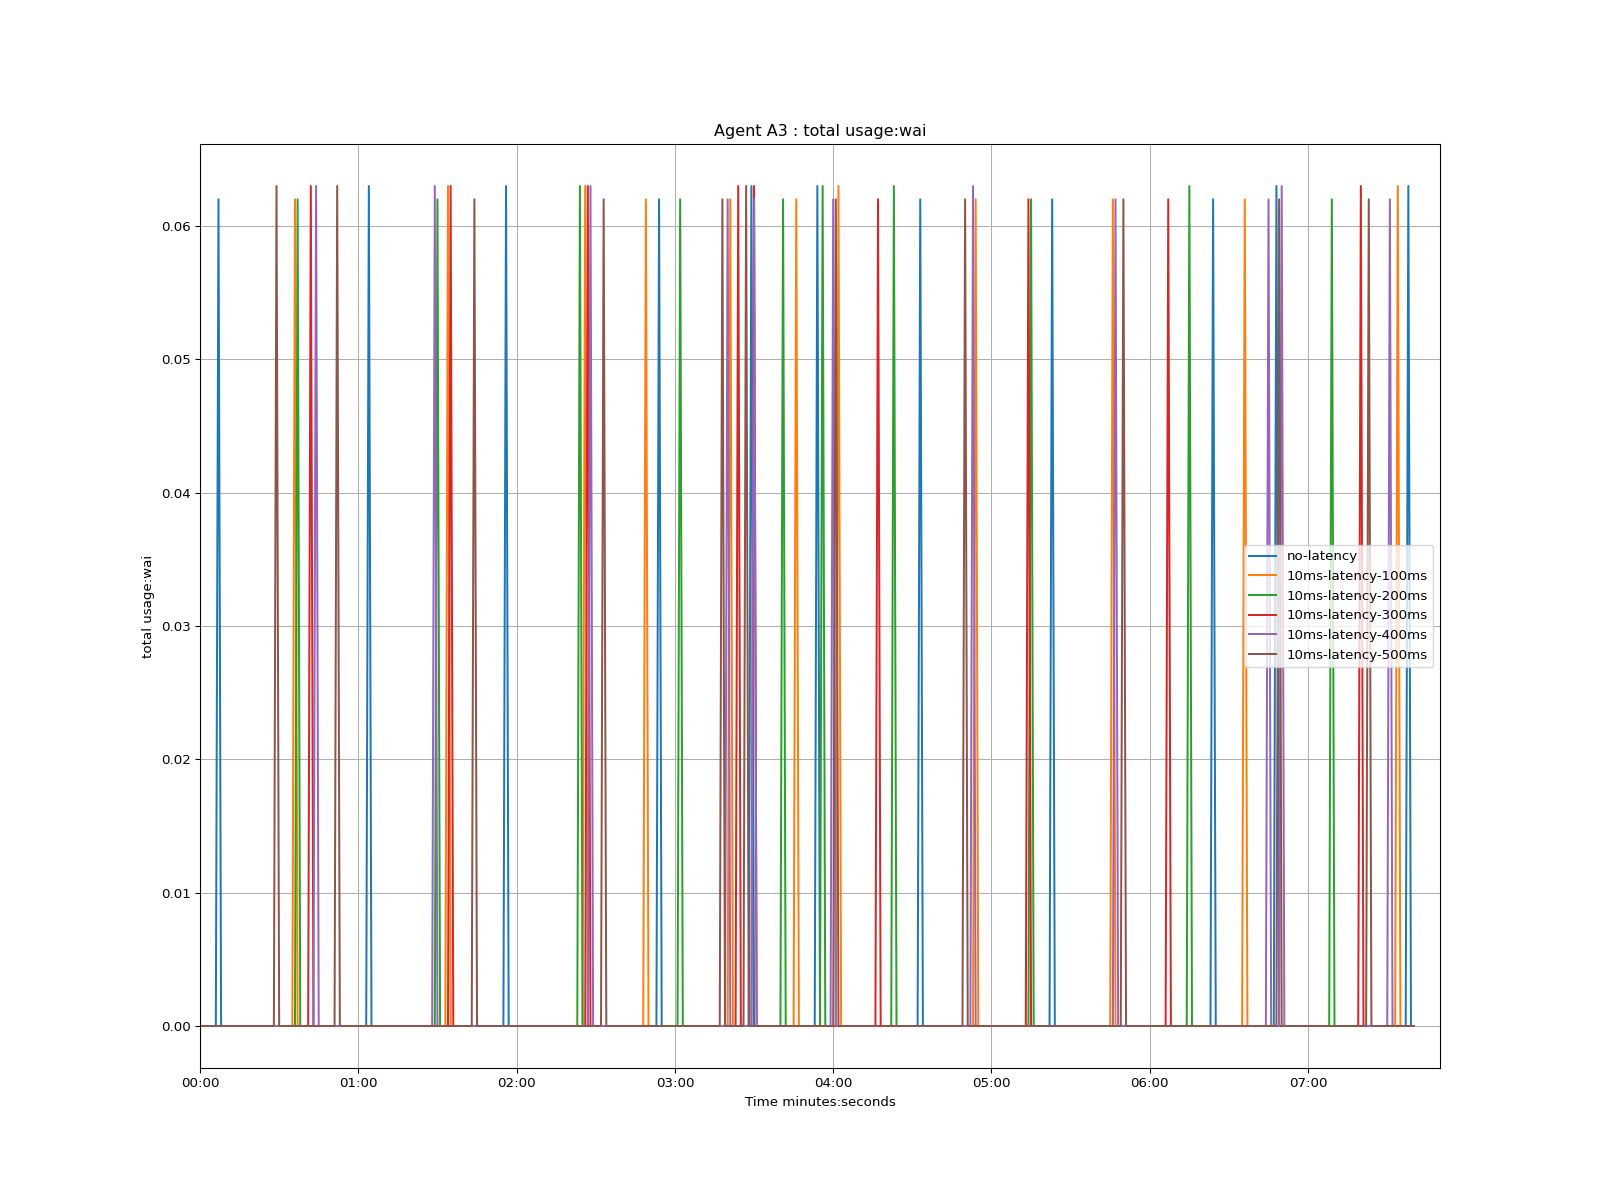 Agent A3 : total usage:wai
total usage:wai
0.06
0.05
0.04
0.03
0.02
0.01
0.00
no-latency
10ms-latency-100ms
10ms-latency-200ms
10ms-latency-300ms
10ms-latency-400ms
10ms-latency-500ms
00:00 01:00 02:00 03:00 04:00 05:00 06:00 07:00
Time minutes:seconds